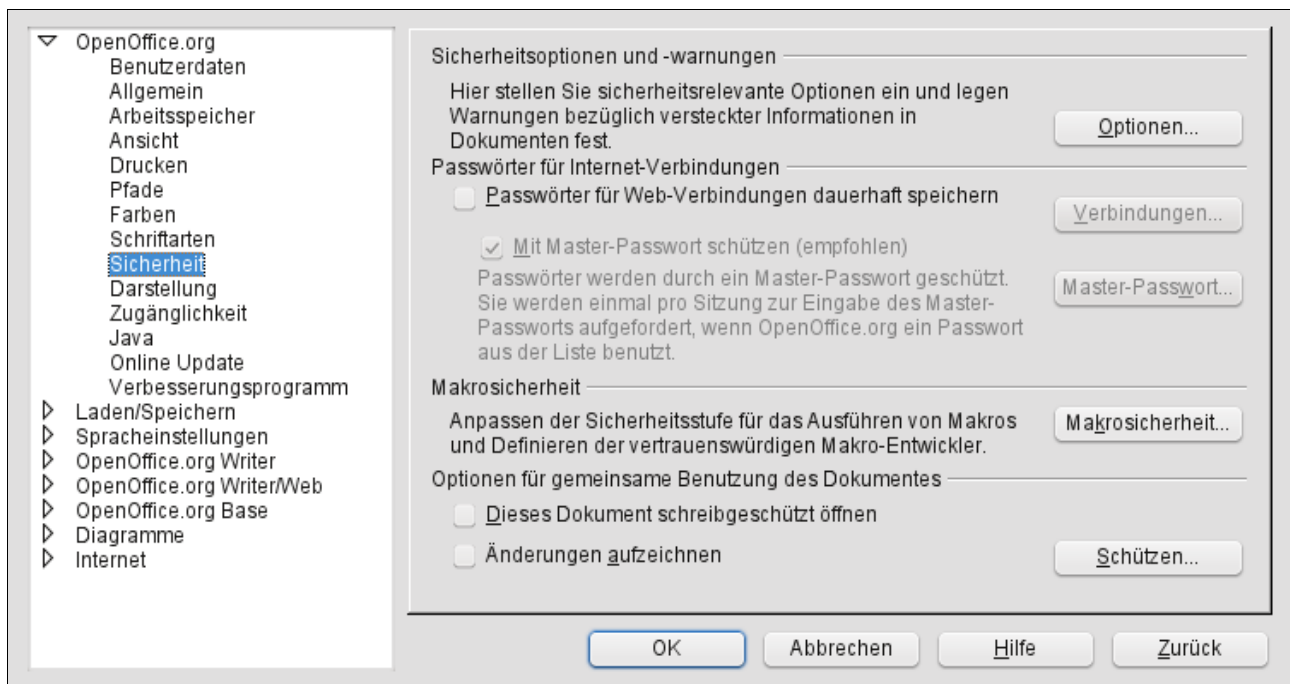 OpenOffice.org
Benutzerdaten
Allgemein
Arbeitsspeicher
Ansicht
Drucken
Pfade
Farben
Schriftarten
Sicherheit
Darstellung
Zugänglichkeit
Java
Online Update
Verbesserungsprogramm
Laden/Speichern
Spracheinstellungen
OpenOffice.org Writer
OpenOffice.org Writer/Web
OpenOffice.org Base
Diagramme
Internet
Sicherheitsoptionen und -warnungen
Hier stellen Sie sicherheitsrelevante Optionen ein und legen
Warnungen bezüglich versteckter Informationen in
Dokumenten fest.
Optionen...
Passwörter für Internet-Verbindungen
Passwörter für Web-Verbindungen dauerhaft speichern
Verbindungen...
Mit Master-Passwort schützen (empfohlen)
Passwörter werden durch ein Master-Passwort geschützt.
Sie werden einmal pro Sitzung zur Eingabe des Master-
Passworts aufgefordert, wenn OpenOffice.org ein Passwort
aus der Liste benutzt.
Master-Passwort...
Makrosicherheit
Anpassen der Sicherheitsstufe für das Ausführen von Makros
und Definieren der vertrauenswürdigen Makro-Entwickler.
Makrosicherheit...
Optionen für gemeinsame Benutzung des Dokumentes
Dieses Dokument schreibgeschützt öffnen
Änderungen aufzeichnen
Schützen...
OK
Abbrechen
Hilfe
Zurück